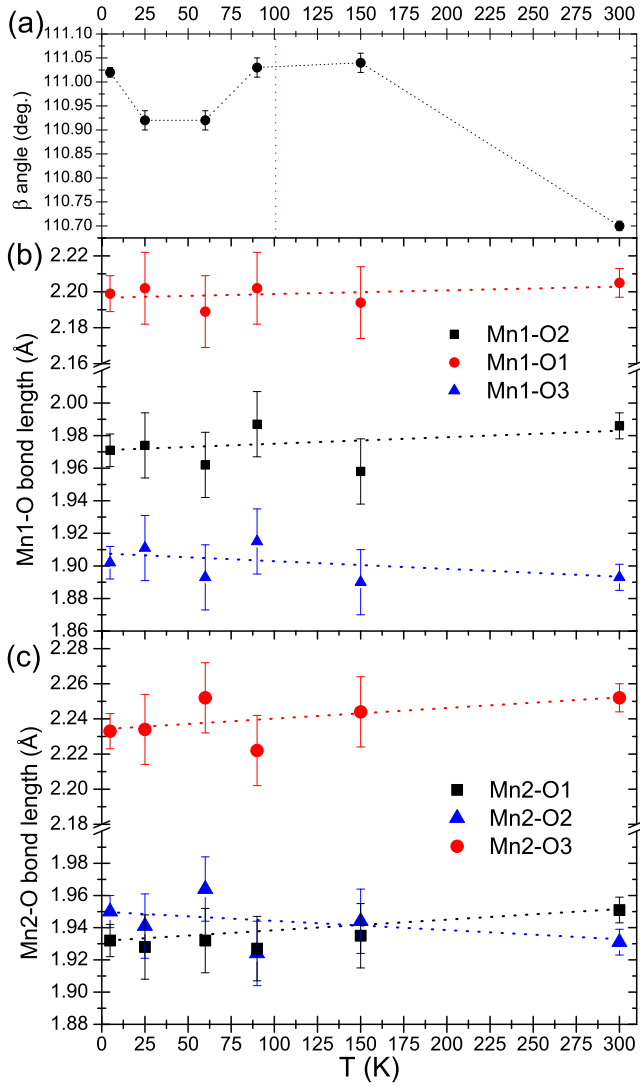 (a)
0 25 50 75 100 125 150 175 200 225 250 275 300
β angle (deg.)
111.10
111.05
111.00
110.95
110.90
110.85
110.80
110.75
110.70
(b)
Mn1-O bond length (Å)
2.22
2.20
2.18
2.16
2.00
1.98
1.96
1.92
1.90
1.88
1.86
Mn1-O2
Mn1-O1
Mn1-O3
(c)
Mn2-O bond length (Å)
2.28
2.26
2.24
2.22
2.20
2.18
1.98
1.96
1.94
1.92
1.90
1.88
Mn2-O1
Mn2-O2
Mn2-O3
0 25 50 75 100 125 150 175 200 225 250 275 300
T (K)